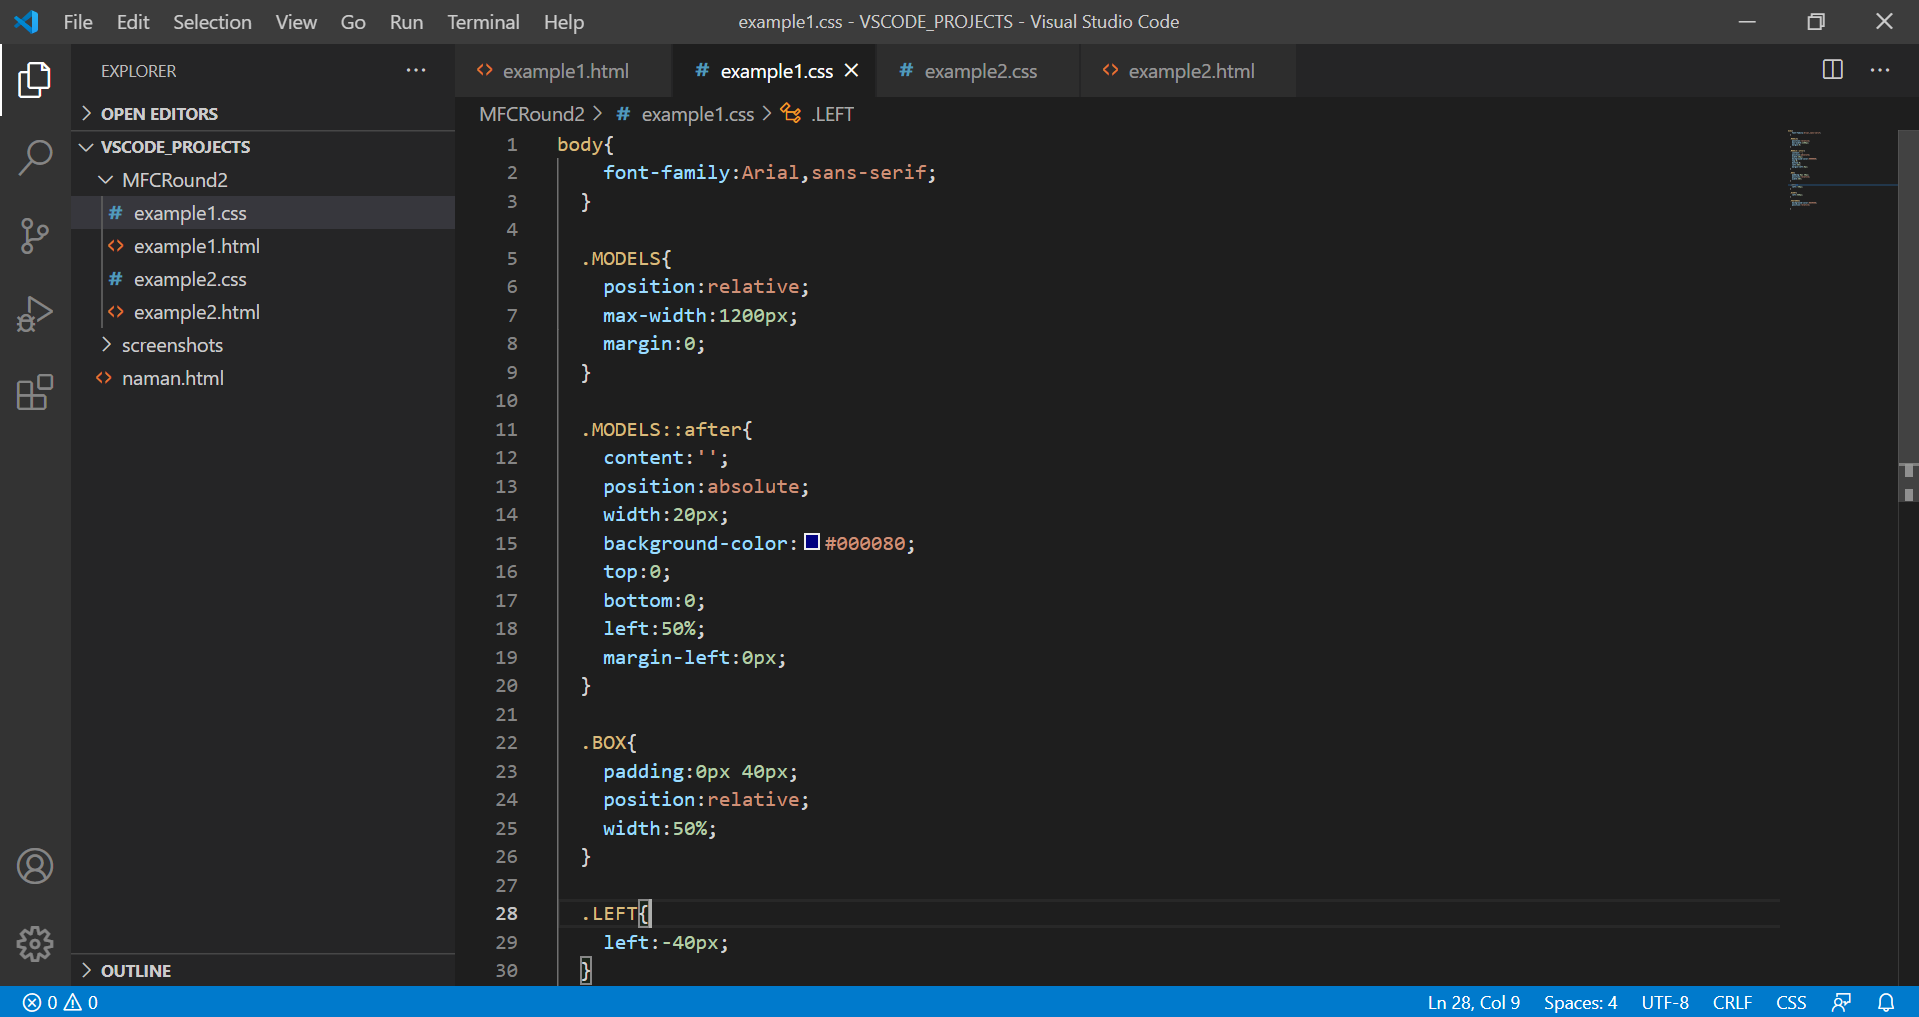 File Edit Selection View Go Run Terminal Help example1.css - VSCODE_PROJECTS - Visual Studio Code
EXPLORER
OPEN EDITORS
VSCODE_PROJECTS
MFCRound2
# example1.css
<> example1.html
# example2.css
<> example2.html
screenshots
<> naman.html
OUTLINE
<> example1.html # example1.css # example2.css <> example2.html
MFCRound2 > # example1.css > .LEFT
1 body{
2 font-family:Arial,sans-serif;
3 }
4
5 .MODELS{
6 position:relative;
7 max-width:1200px;
8 margin:0;
9 }
10
11 .MODELS::after{
12 content:'';
13 position:absolute;
14 width:20px;
15 background-color:#000080;
16 top:0;
17 bottom:0;
18 left:50%;
19 margin-left:0px;
20 }
21
22 .BOX{
23 padding:0px 40px;
24 position:relative;
25 width:50%;
26 }
27
28 .LEFT{
29 left:-40px;
30 }
0 0 Ln 28, Col 9 Spaces: 4 UTF-8 CRLF CSS